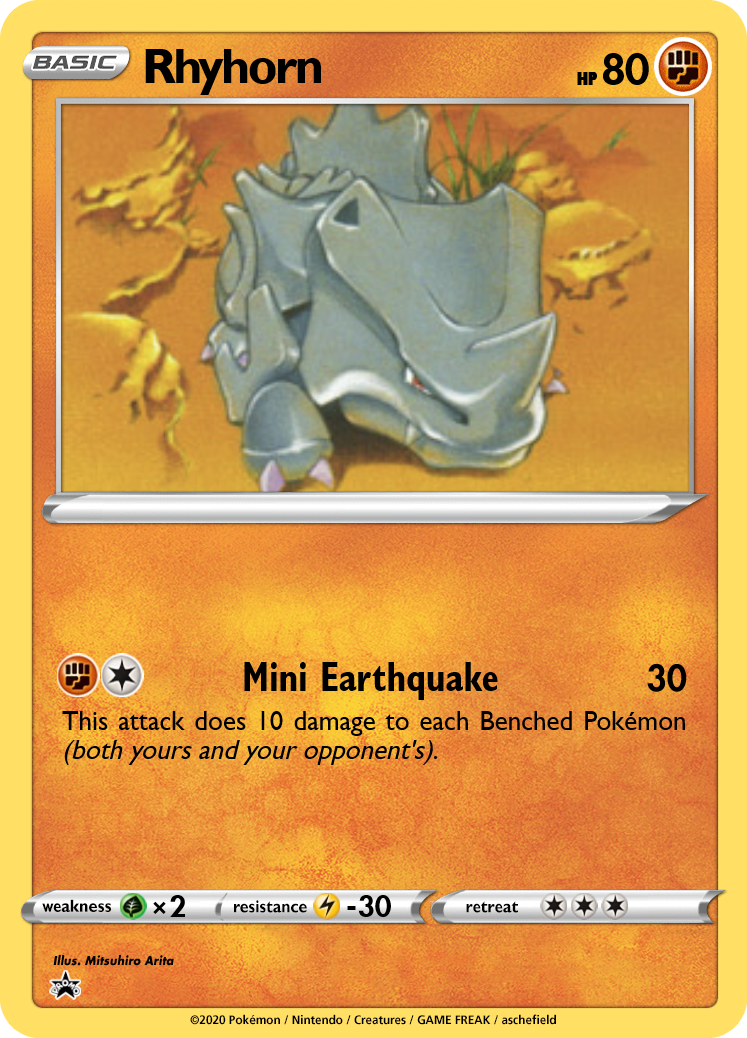 BASIC Rhyhorn HP 80
Mini Earthquake 30
This attack does 10 damage to each Benched Pokémon
(both yours and your opponent's).
weakness ×2 resistance -30 retreat
Illus. Mitsuhiro Arita
PROMO
©2020 Pokémon / Nintendo / Creatures / GAME FREAK / aschefield